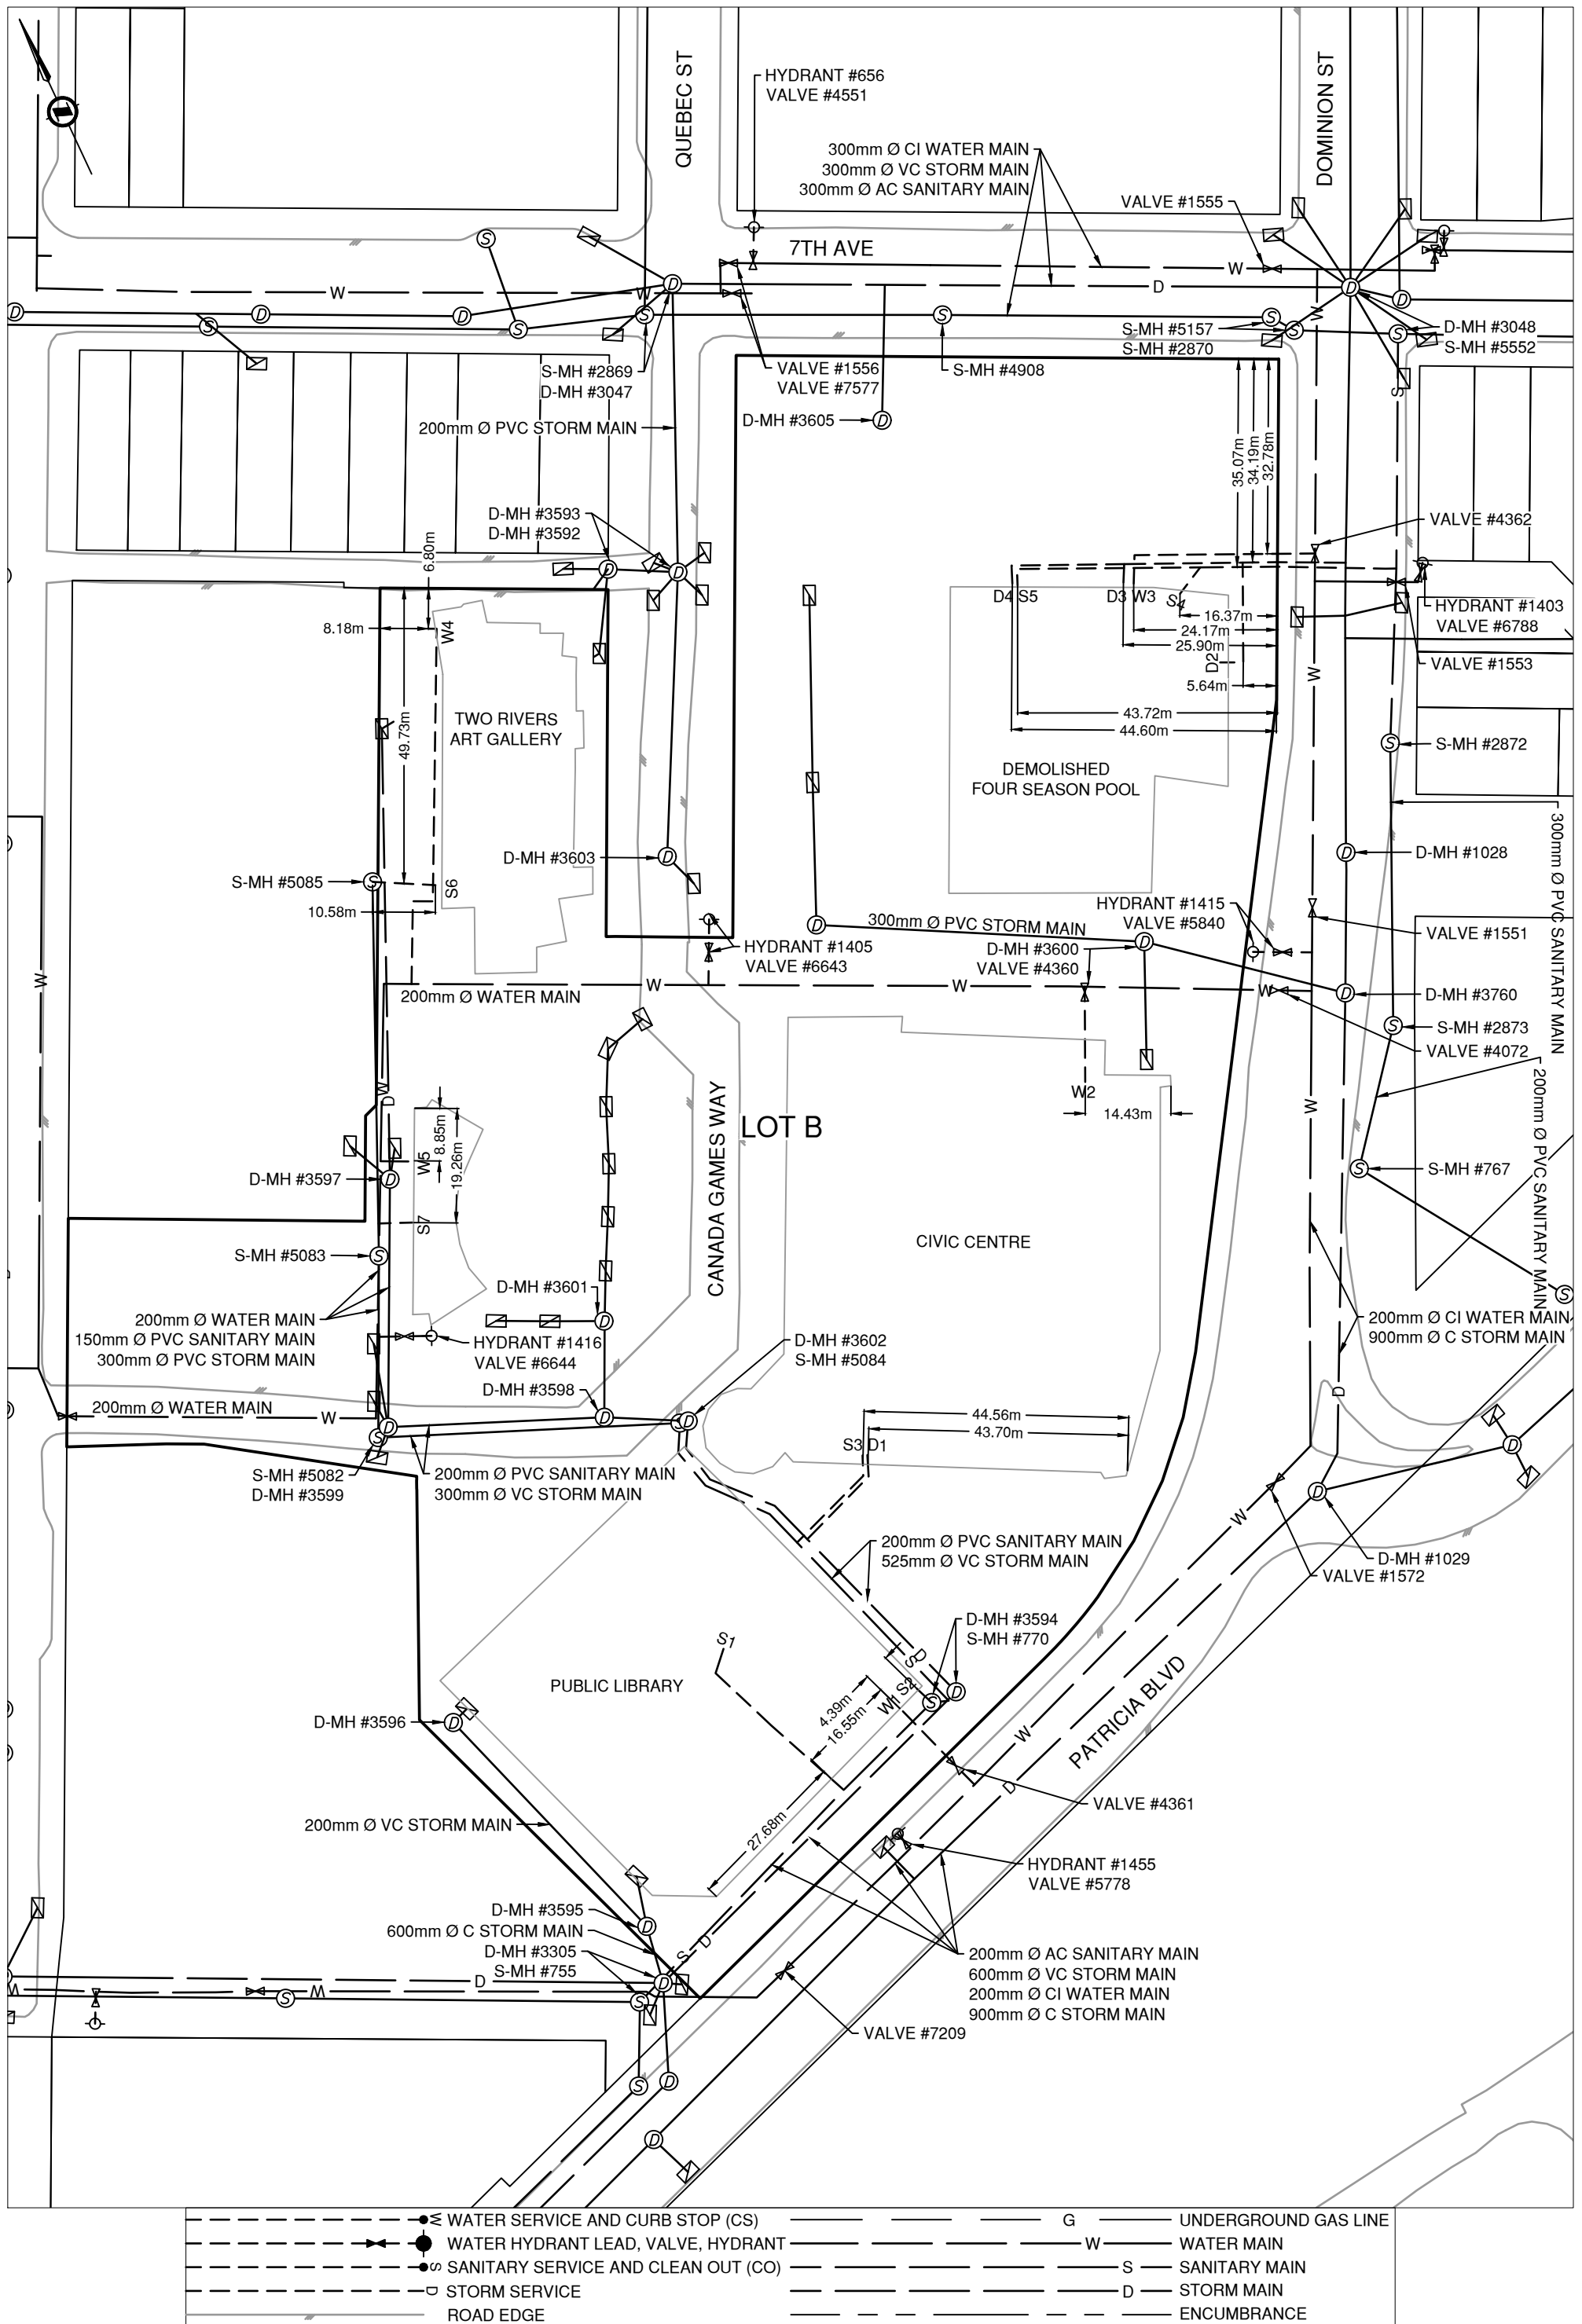 QUEBEC ST
DOMINION ST
HYDRANT #656
VALVE #4551
300mm Ø CI WATER MAIN
300mm Ø VC STORM MAIN
300mm Ø AC SANITARY MAIN
VALVE #1555
7TH AVE
W
W
W
D
W
D
D
D
D
D
D
S
S
S
S
S
S
S
S
S-MH #2869
D-MH #3047
VALVE #1556
VALVE #7577
S-MH #4908
S-MH #5157
S-MH #2870
D-MH #3048
S-MH #5552
D-MH #3605
D
200mm Ø PVC STORM MAIN
35.07m
34.19m
32.78m
D-MH #3593
D-MH #3592
D
D
VALVE #4362
6.80m
8.18m
W4
D4 S5
D3 W3
S4
16.37m
24.17m
25.90m
D2
5.64m
43.72m
44.60m
HYDRANT #1403
VALVE #6788
VALVE #1553
W
49.73m
TWO RIVERS
ART GALLERY
DEMOLISHED
FOUR SEASON POOL
S
S-MH #2872
300mm Ø PVC SANITARY MAIN
D-MH #3603
D
D
D-MH #1028
S-MH #5085
S
S6
10.58m
HYDRANT #1415
VALVE #5840
VALVE #1551
300mm Ø PVC STORM MAIN
D
D
HYDRANT #1405
VALVE #6643
D-MH #3600
VALVE #4360
W
W
W
W
200mm Ø WATER MAIN
D
D-MH #3760
S
S-MH #2873
VALVE #4072
200mm Ø PVC SANITARY MAIN
W
D
W2
14.43m
W
CANADA GAMES WAY
LOT B
8.85m
19.26m
W5
S7
D-MH #3597
D
S
S-MH #767
S
S-MH #5083
S
CIVIC CENTRE
D-MH #3601
D
200mm Ø WATER MAIN
150mm Ø PVC SANITARY MAIN
300mm Ø PVC STORM MAIN
HYDRANT #1416
VALVE #6644
D-MH #3602
S-MH #5084
200mm Ø CI WATER MAIN
900mm Ø C STORM MAIN
D
D-MH #3598
D
200mm Ø WATER MAIN
W
D
S
S
D
44.56m
43.70m
S3 D1
S-MH #5082
D-MH #3599
200mm Ø PVC SANITARY MAIN
300mm Ø VC STORM MAIN
D
D
W
200mm Ø PVC SANITARY MAIN
525mm Ø VC STORM MAIN
D-MH #1029
VALVE #1572
D-MH #3594
S-MH #770
S1
PUBLIC LIBRARY
D
S
W1 S2
S
D
4.39m
16.55m
PATRICIA BLVD
W
D
D-MH #3596
D
200mm Ø VC STORM MAIN
27.68m
VALVE #4361
HYDRANT #1455
VALVE #5778
D-MH #3595
D
600mm Ø C STORM MAIN
D-MH #3305
S-MH #755
S
D
D
D
W
W
S
S
200mm Ø AC SANITARY MAIN
600mm Ø VC STORM MAIN
200mm Ø CI WATER MAIN
900mm Ø C STORM MAIN
VALVE #7209
S
D
D
W WATER SERVICE AND CURB STOP (CS)
G UNDERGROUND GAS LINE
WATER HYDRANT LEAD, VALVE, HYDRANT
W WATER MAIN
S SANITARY SERVICE AND CLEAN OUT (CO)
S SANITARY MAIN
D STORM SERVICE
D STORM MAIN
ROAD EDGE
ENCUMBRANCE